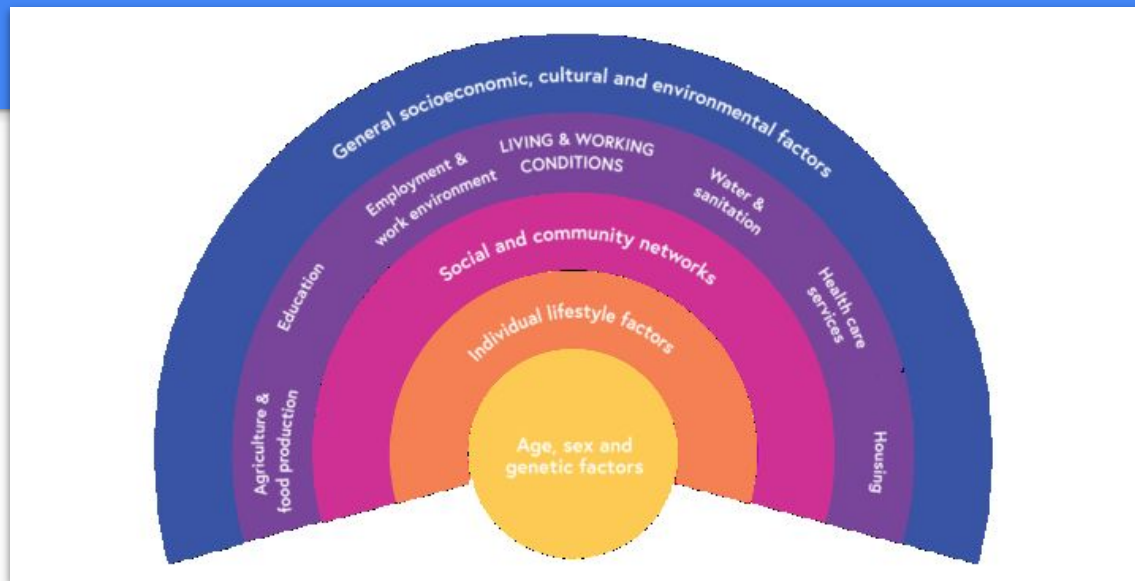 General socioeconomic, cultural and environmental factors
LIVING & WORKING
CONDITIONS
Agriculture &
food production
Education
Employment &
work environment
Water &
sanitation
Health care
services
Housing
Social and community networks
Individual lifestyle factors
Age, sex and
genetic factors